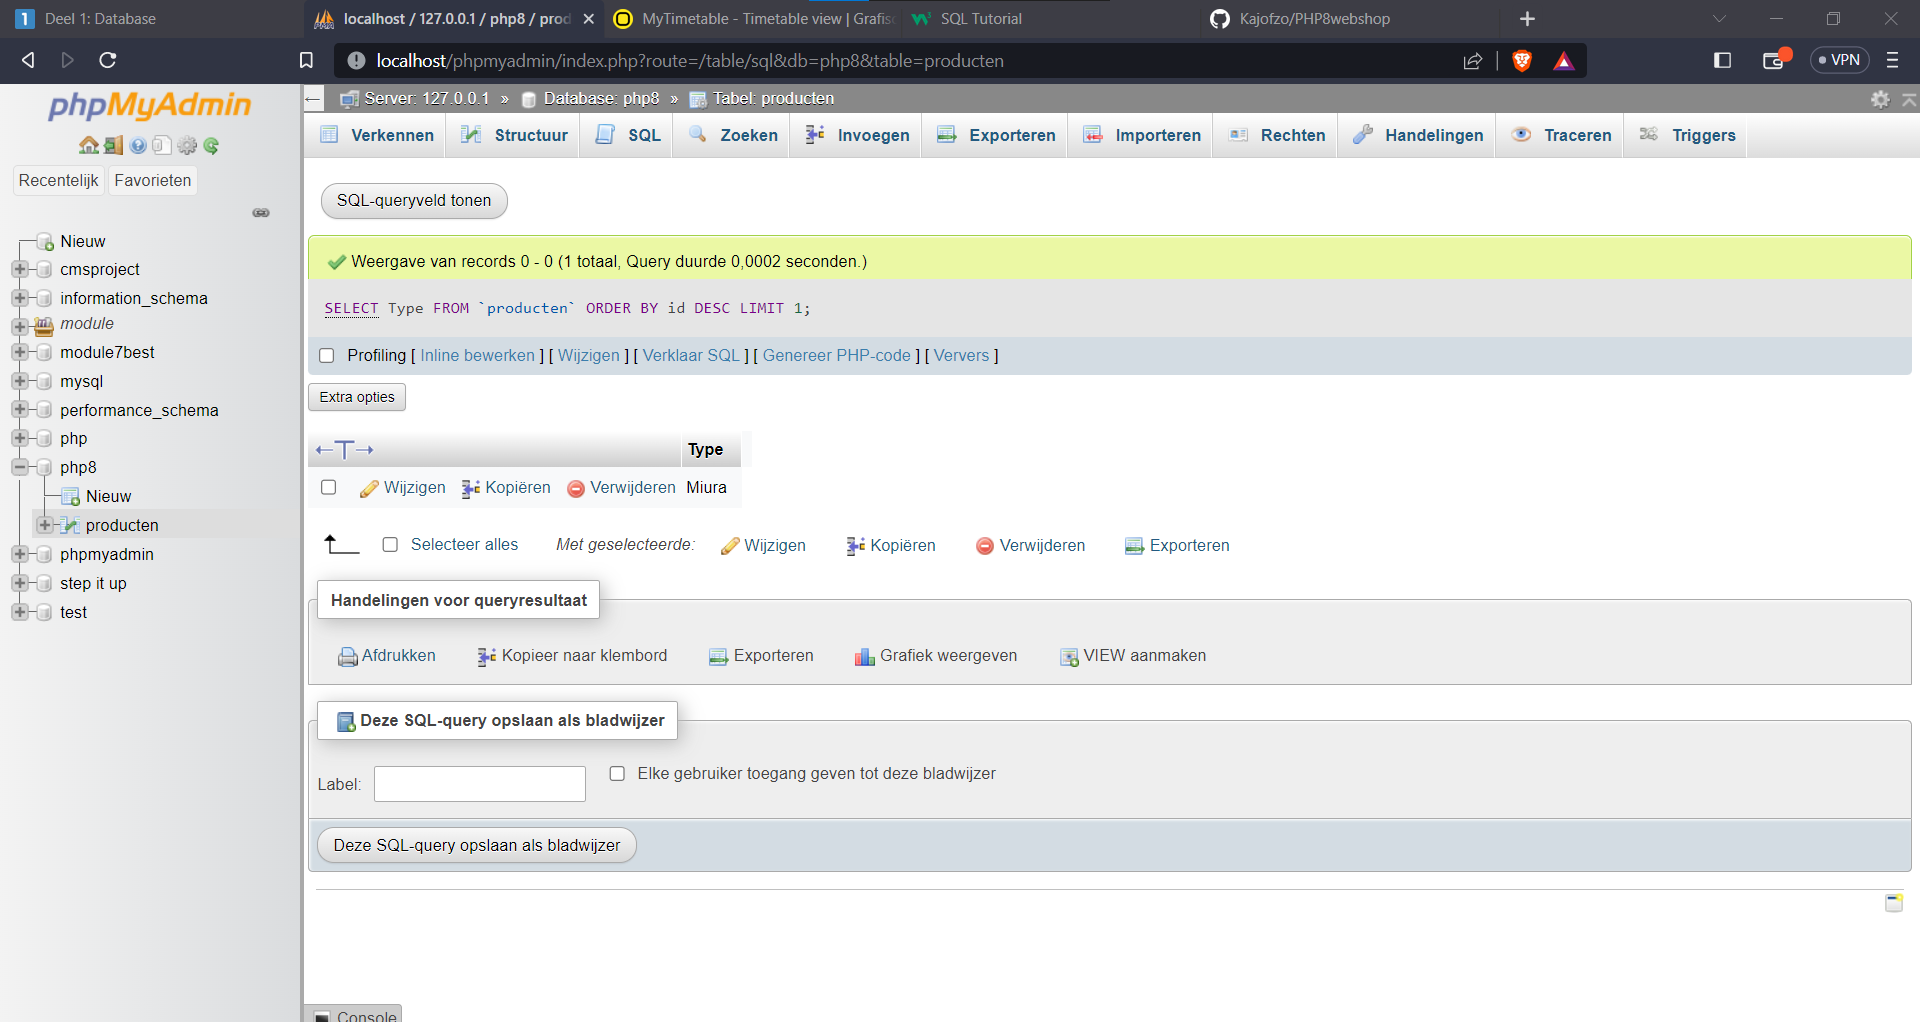 Deel 1: Database
localhost / 127.0.0.1 / php8 / prod
MyTimetable - Timetable view | Grafis
SQL Tutorial
Kajofzo/PHP8webshop
localhost/phpmyadmin/index.php?route=/table/sql&db=php8&table=producten
VPN
phpMyAdmin
Recentelijk
Favorieten
Nieuw
cmsproject
information_schema
module
module7best
mysql
performance_schema
php
php8
Nieuw
producten
phpmyadmin
step it up
test
Server: 127.0.0.1 » Database: php8 » Tabel: producten
Verkennen Structuur SQL Zoeken Invoegen Exporteren Importeren Rechten Handelingen Traceren Triggers
SQL-queryveld tonen
Weergave van records 0 - 0 (1 totaal, Query duurde 0,0002 seconden.)
SELECT Type FROM `producten` ORDER BY id DESC LIMIT 1;
Profiling [ Inline bewerken ] [ Wijzigen ] [ Verklaar SQL ] [ Genereer PHP-code ] [ Ververs ]
Extra opties
←T→ Type
Wijzigen Kopiëren Verwijderen Miura
Selecteer alles Met geselecteerde: Wijzigen Kopiëren Verwijderen Exporteren
Handelingen voor queryresultaat
Afdrukken Kopieer naar klembord Exporteren Grafiek weergeven VIEW aanmaken
Deze SQL-query opslaan als bladwijzer
Label: Elke gebruiker toegang geven tot deze bladwijzer
Deze SQL-query opslaan als bladwijzer
Console